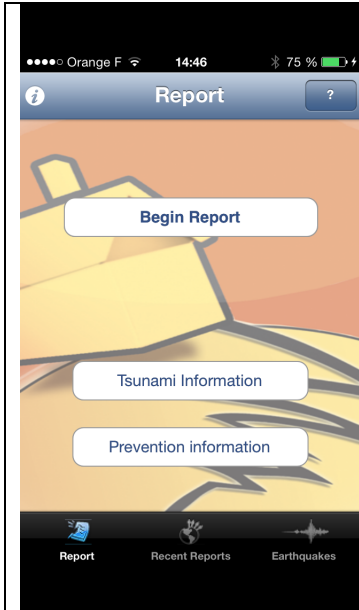 Orange F 14:46 75 %
i Report ?
Begin Report
Tsunami Information
Prevention information
Report Recent Reports Earthquakes